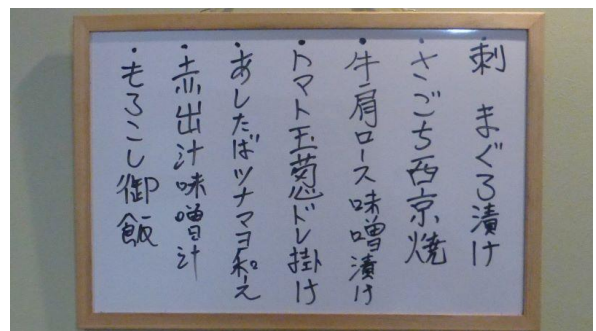 ・刺 まぐろ漬け
・さごち西京焼
・牛肩ロース味噌漬け
・トマト玉葱ドレ掛け
・あしたばツナマヨ和え
・赤出汁味噌汁
・もろこし御飯